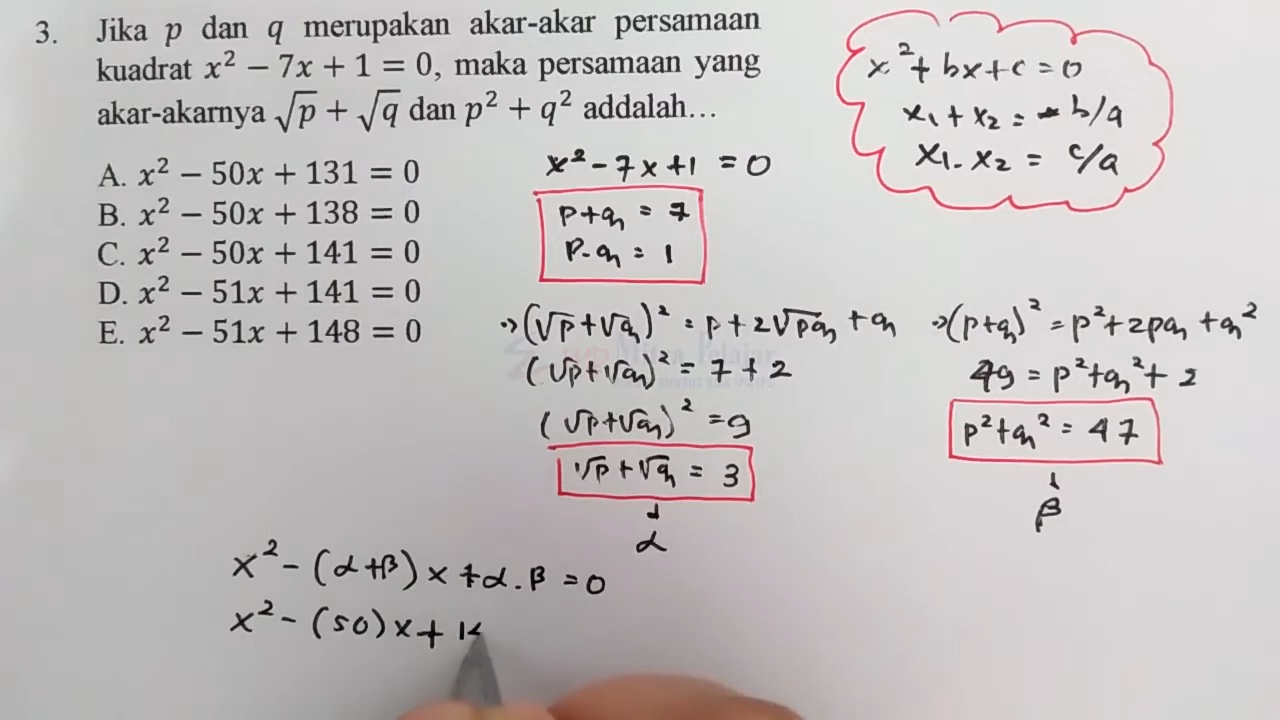 3. Jika p dan q merupakan akar-akar persamaan
kuadrat x² − 7x + 1 = 0, maka persamaan yang
akar-akarnya √p + √q dan p² + q² addalah...
A. x² − 50x + 131 = 0
B. x² − 50x + 138 = 0
C. x² − 50x + 141 = 0
D. x² − 51x + 141 = 0
E. x² − 51x + 148 = 0
x² + bx + c = 0
x₁ + x₂ = - b/a
x₁ . x₂ = c/a
x² − 7x + 1 = 0
p + q = 7
p . q = 1
→ (√p + √q)² = p + 2√pq + q
(√p + √q)² = 7 + 2
(√p + √q)² = 9
√p + √q = 3
α
→ (p + q)² = p² + 2pq + q²
49 = p² + q² + 2
p² + q² = 47
β
x² − (α + β) x + α . β = 0
x² − (50) x +